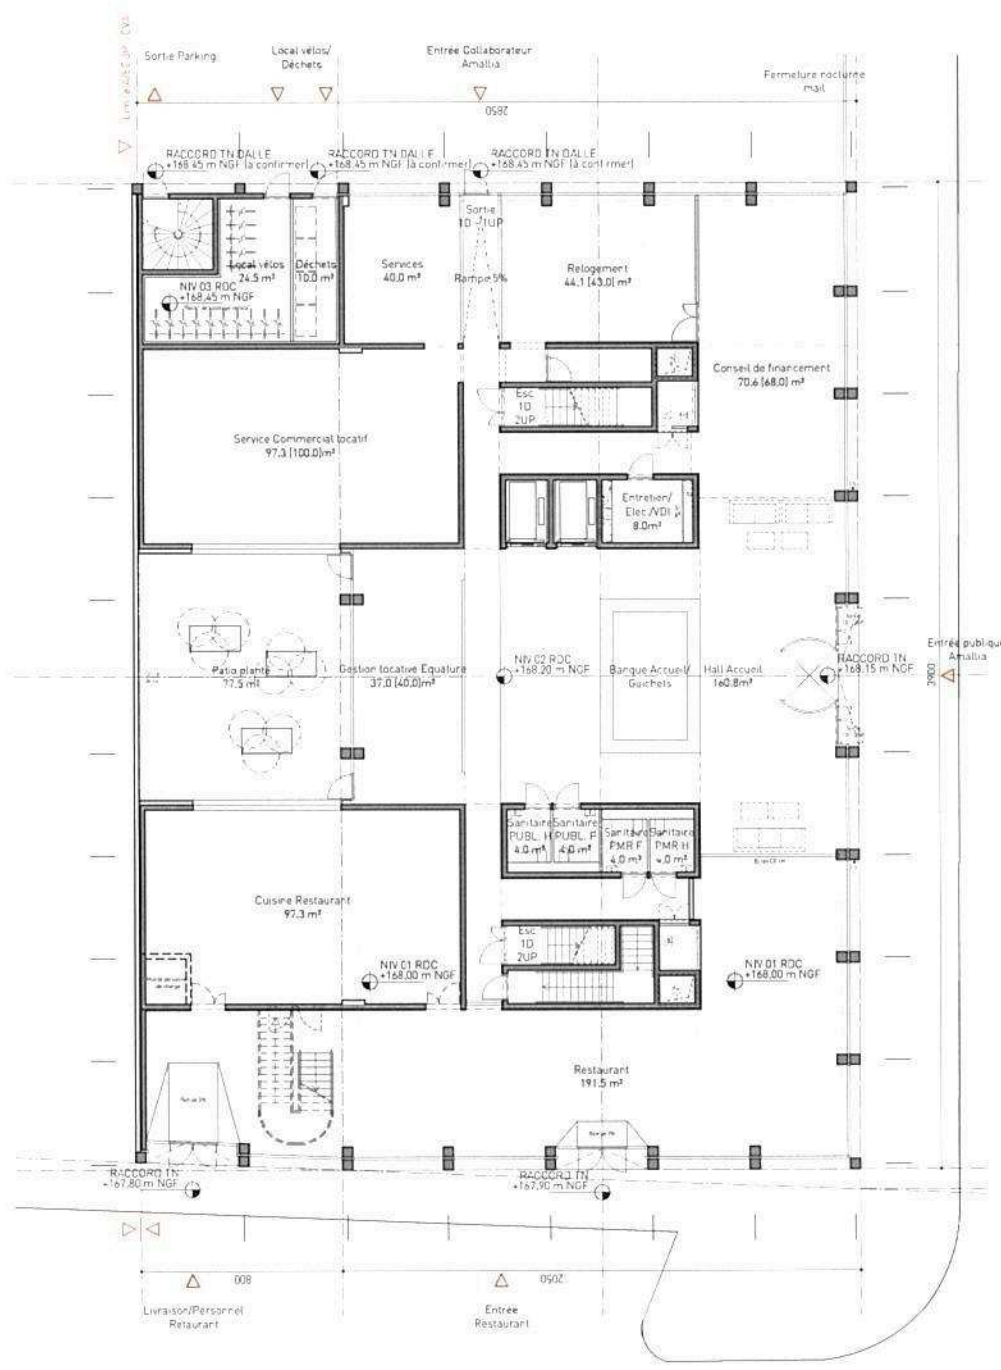 Sortie Parking
Local vélos/
Déchets
Entrée Collaborateur
Amallia
Fermeture nocturne
mail
2850
RACCORD TN DALLE
+168.45 m NGF (à confirmer)
RACCORD TN DALLE
+168.45 m NGF (à confirmer)
RACCORD TN DALLE
+168.45 m NGF (à confirmer)
Sortie
1D - 1UP
Local vélos
24.5 m²
Déchets
10.0 m²
Services
40.0 m²
Rampe 5%
Relogement
44.1 (43.0) m²
NIV 03 RDC
+168.45 m NGF
Conseil de financement
70.6 (68.0) m²
Esc
1D
2UP
Service Commercial locatif
97.3 (100.0)m²
Entretien/
Elec./VDI
8.0m²
Patio planté
77.5 m²
Gestion locative Equature
37.0 (40.0)m²
NIV 02 RDC
+168.20 m NGF
Banque Accueil/
Guichets
Hall Accueil
160.8m²
RACCORD TN
+168.15 m NGF
Entrée publique
Amallia
3900
Sanitaire
PUBL. H
4.0 m²
Sanitaire
PUBL. F
4.0 m²
Sanitaire
PMR F
4.0 m²
Sanitaire
PMR H
4.0 m²
Cuisine Restaurant
97.3 m²
Esc
1D
2UP
NIV 01 RDC
+168.00 m NGF
NIV 01 RDC
+168.00 m NGF
Restaurant
191.5 m²
RACCORD TN
+167.80 m NGF
RACCORD TN
+167.90 m NGF
800
2050
Livraison/Personnel
Retaurant
Entrée
Restaurant